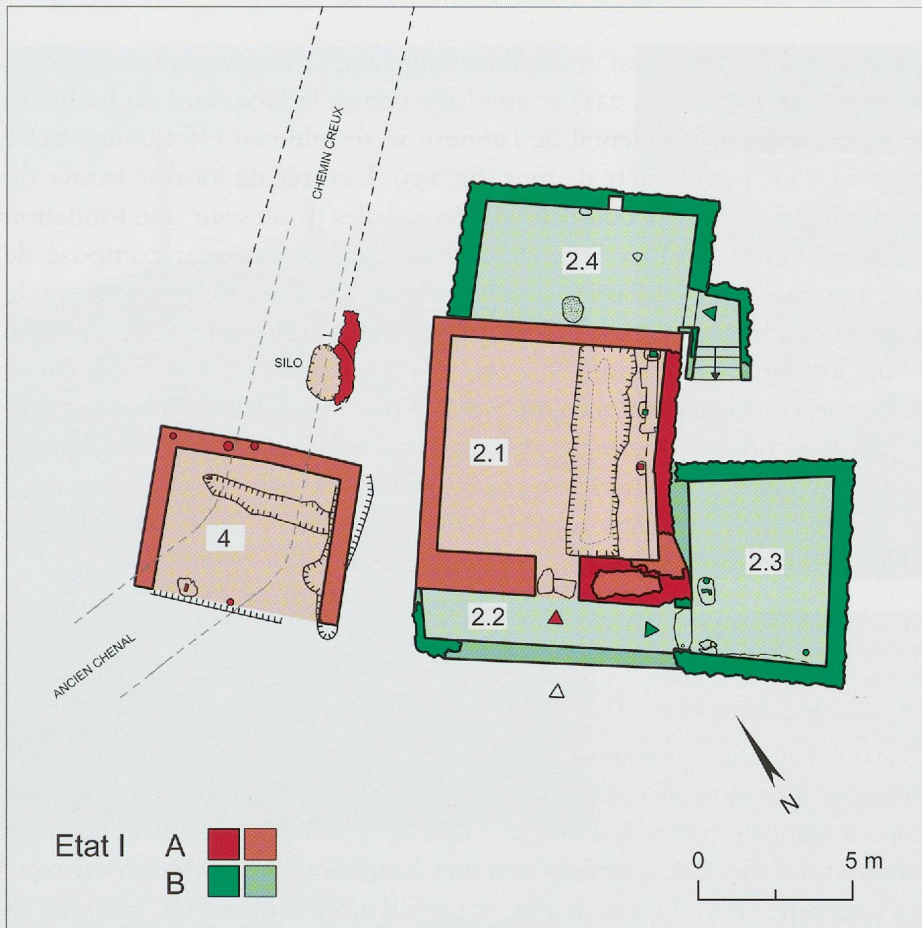 CHEMIN CREUX
2.4
SILO
2.1
4
2.3
2.2
ANCIEN CHENAL
N
Etat I A
B
0 5 m